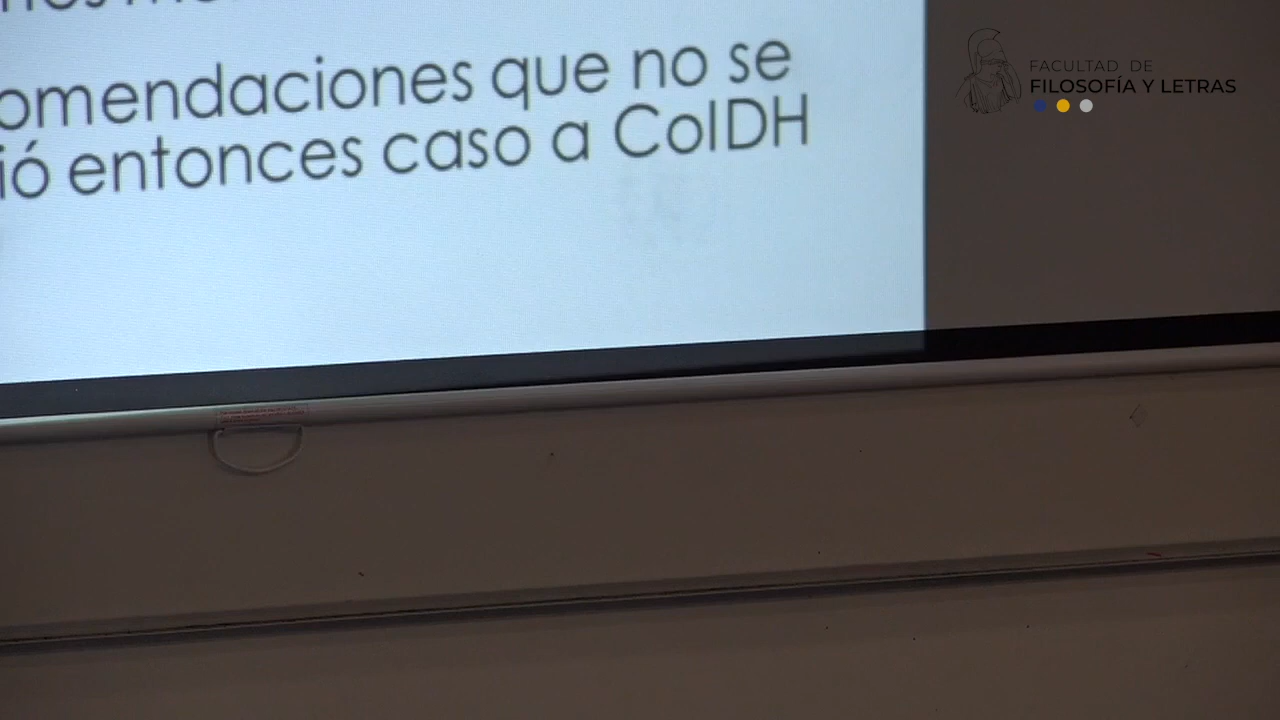 omendaciones que no se
ió entonces caso a CoIDH
FACULTAD DE
FILOSOFÍA Y LETRAS